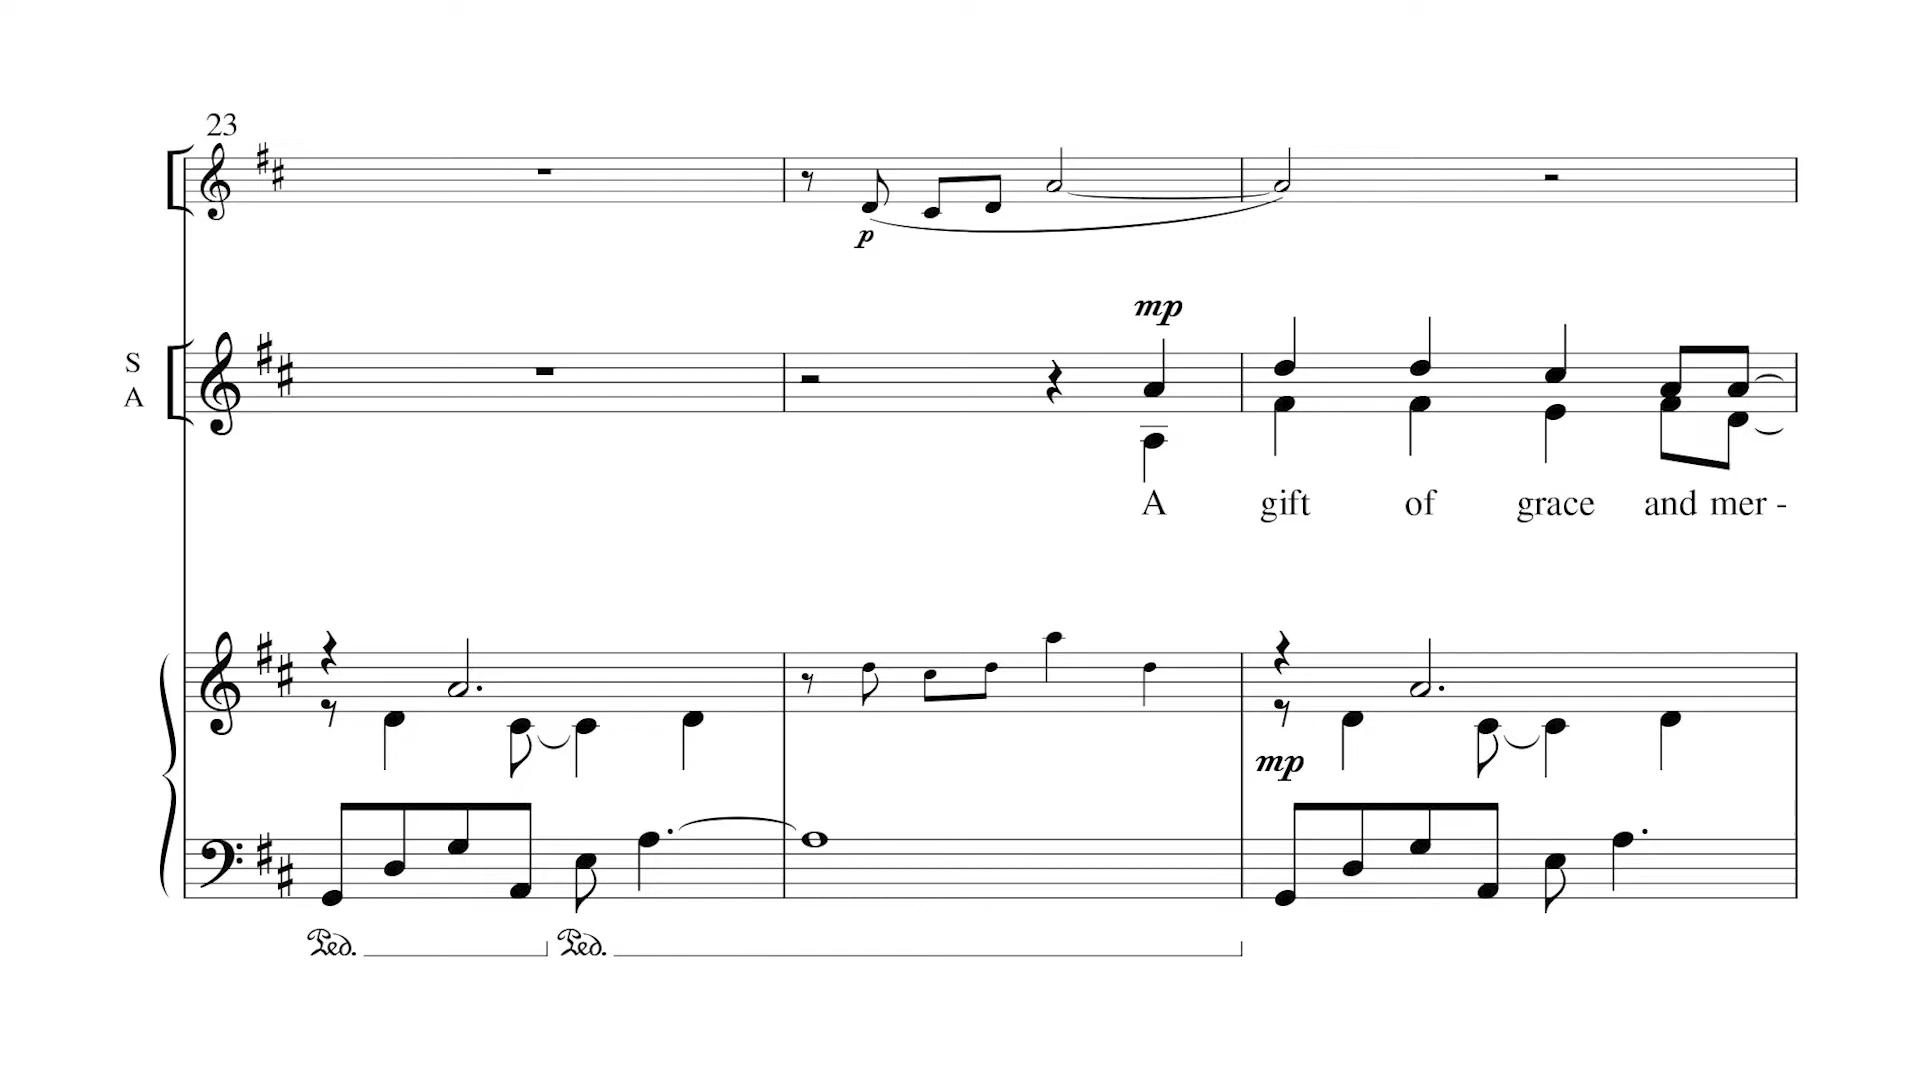 23
p
mp
S
A
A gift of grace and mer -
mp
Ped. Ped.